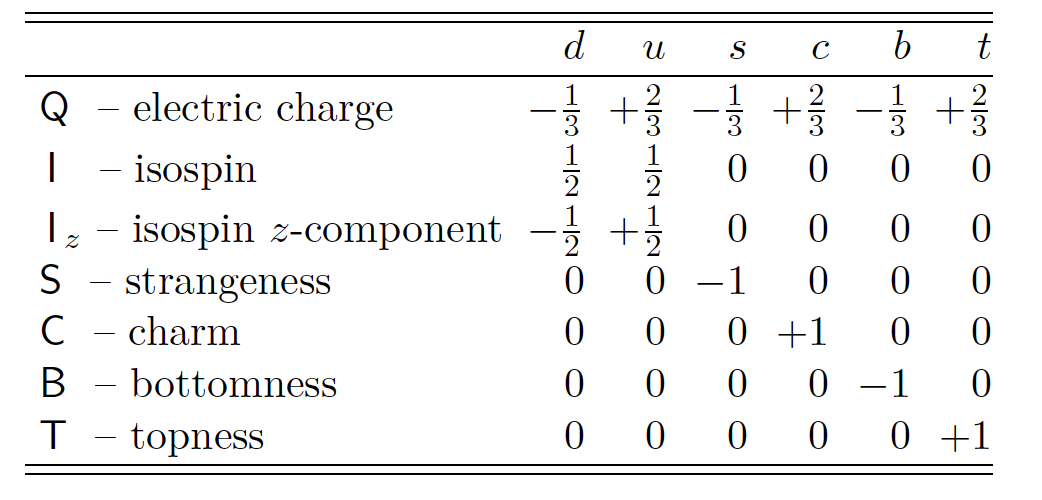 d u s c b t
Q – electric charge −1/3 +2/3 −1/3 +2/3 −1/3 +2/3
I – isospin 1/2 1/2 0 0 0 0
I_z – isospin z-component −1/2 +1/2 0 0 0 0
S – strangeness 0 0 −1 0 0 0
C – charm 0 0 0 +1 0 0
B – bottomness 0 0 0 0 −1 0
T – topness 0 0 0 0 0 +1